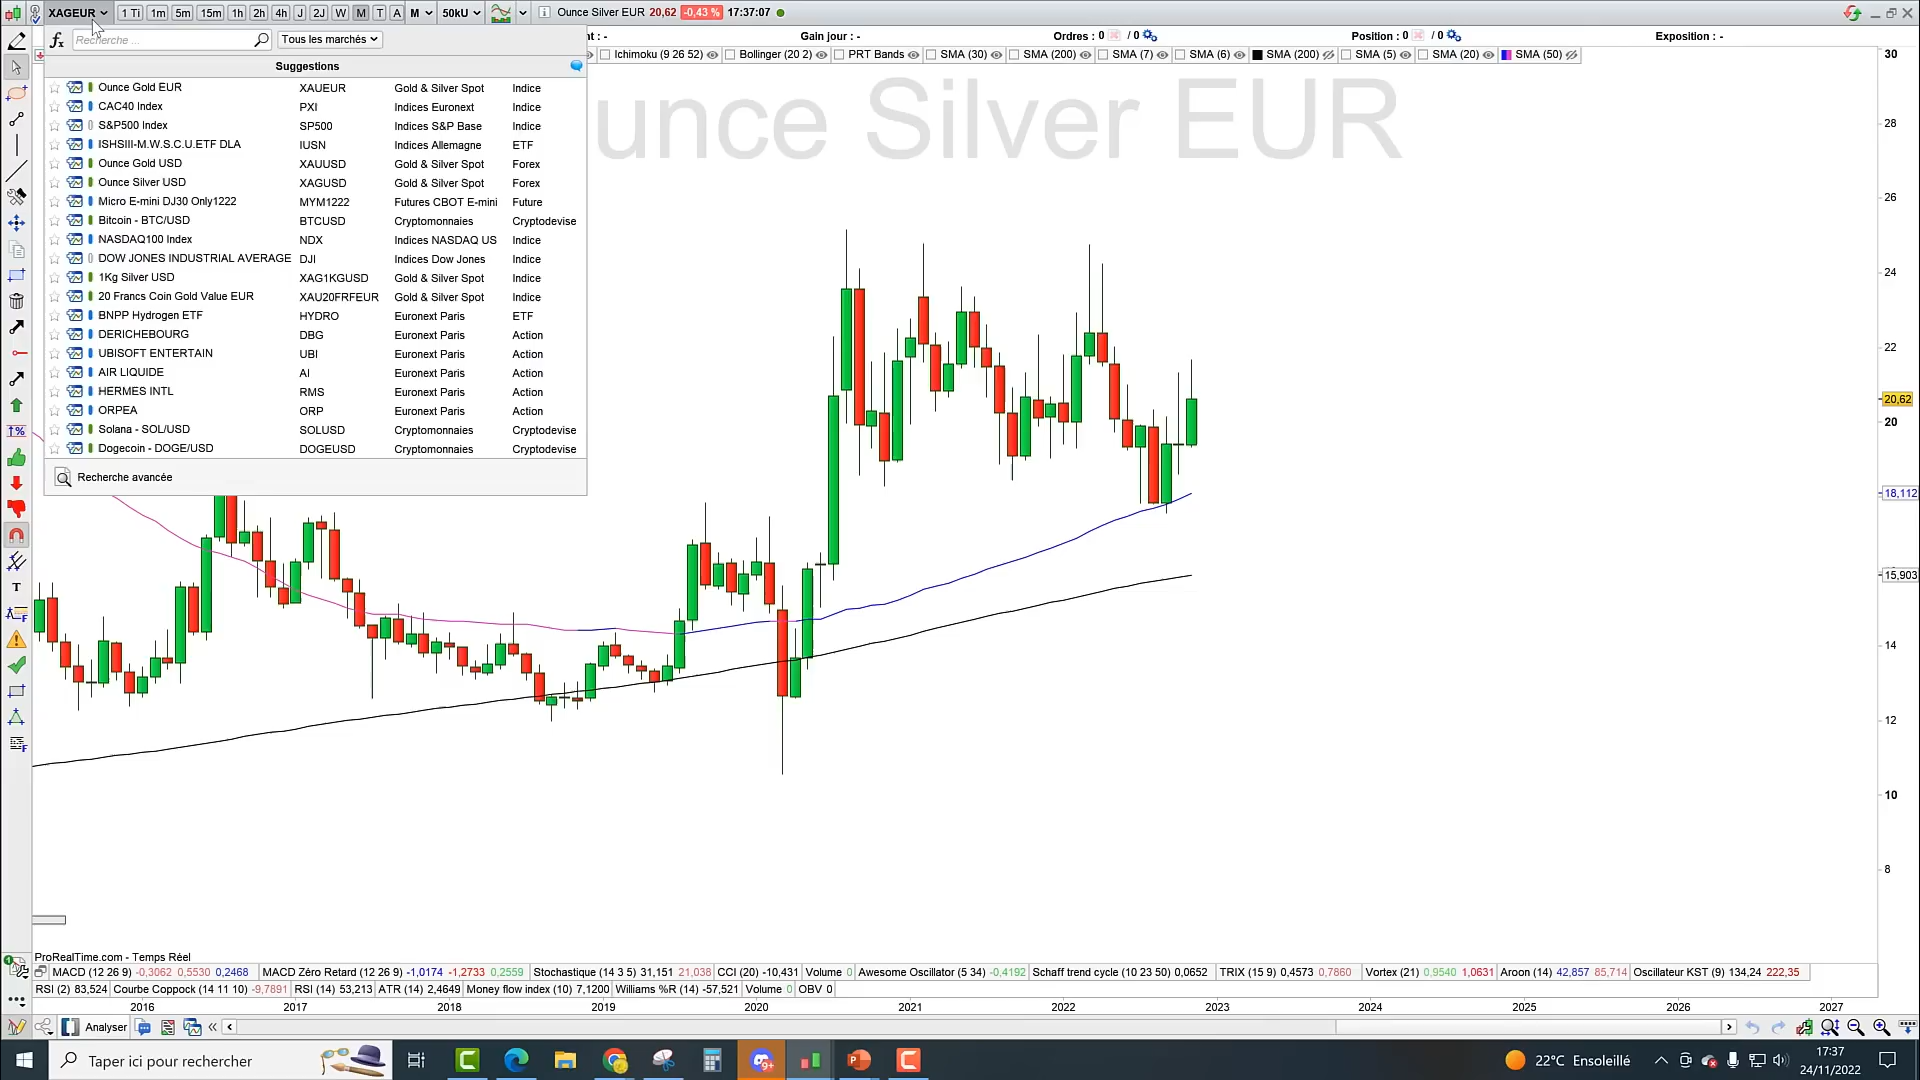 XAGEUR 1 Ti 1m 5m 15m 1h 2h 4h J 2J W M T A M 50kU Ounce Silver EUR 20,62 -0,43 % 17:37:07
fx Recherche ... Tous les marchés t : - Gain jour : - Ordres : 0 / 0 Position : 0 / 0 Exposition : -
Ichimoku (9 26 52) Bollinger (20 2) PRT Bands SMA (30) SMA (200) SMA (7) SMA (6) SMA (200) SMA (5) SMA (20) SMA (50)
Suggestions
Ounce Gold EUR XAUEUR Gold & Silver Spot Indice
CAC40 Index PXI Indices Euronext Indice
S&P500 Index SP500 Indices S&P Base Indice
ISHSIII-M.W.S.C.U.ETF DLA IUSN Indices Allemagne ETF
Ounce Gold USD XAUUSD Gold & Silver Spot Forex
Ounce Silver USD XAGUSD Gold & Silver Spot Forex
Micro E-mini DJ30 Only1222 MYM1222 Futures CBOT E-mini Future
Bitcoin - BTC/USD BTCUSD Cryptomonnaies Cryptodevise
NASDAQ100 Index NDX Indices NASDAQ US Indice
DOW JONES INDUSTRIAL AVERAGE DJI Indices Dow Jones Indice
1Kg Silver USD XAG1KGUSD Gold & Silver Spot Indice
20 Francs Coin Gold Value EUR XAU20FRFEUR Gold & Silver Spot Indice
BNPP Hydrogen ETF HYDRO Euronext Paris ETF
DERICHEBOURG DBG Euronext Paris Action
UBISOFT ENTERTAIN UBI Euronext Paris Action
AIR LIQUIDE AI Euronext Paris Action
HERMES INTL RMS Euronext Paris Action
ORPEA ORP Euronext Paris Action
Solana - SOL/USD SOLUSD Cryptomonnaies Cryptodevise
Dogecoin - DOGE/USD DOGEUSD Cryptomonnaies Cryptodevise
Recherche avancée
unce Silver EUR
30
28
26
24
22
20,62
20
18,112
15,903
14
12
10
8
ProRealTime.com - Temps Réel
MACD (12 26 9) -0,3062 0,5530 0,2468 MACD Zéro Retard (12 26 9) -1,0174 -1,2733 0,2559 Stochastique (14 3 5) 31,151 21,038 CCI (20) -10,431 Volume 0 Awesome Oscillator (5 34) -0,4192 Schaff trend cycle (10 23 50) 0,0652 TRIX (15 9) 0,4573 0,7860 Vortex (21) 0,9540 1,0631 Aroon (14) 42,857 85,714 Oscillateur KST (9) 134,24 222,35
RSI (2) 83,524 Courbe Coppock (14 11 10) -9,7891 RSI (14) 53,213 ATR (14) 2,4649 Money flow index (10) 7,1200 Williams %R (14) -57,521 Volume 0 OBV 0
2016 2017 2018 2019 2020 2021 2022 2023 2024 2025 2026 2027
Analyser
Taper ici pour rechercher 9+ 22°C Ensoleillé 17:37
24/11/2022